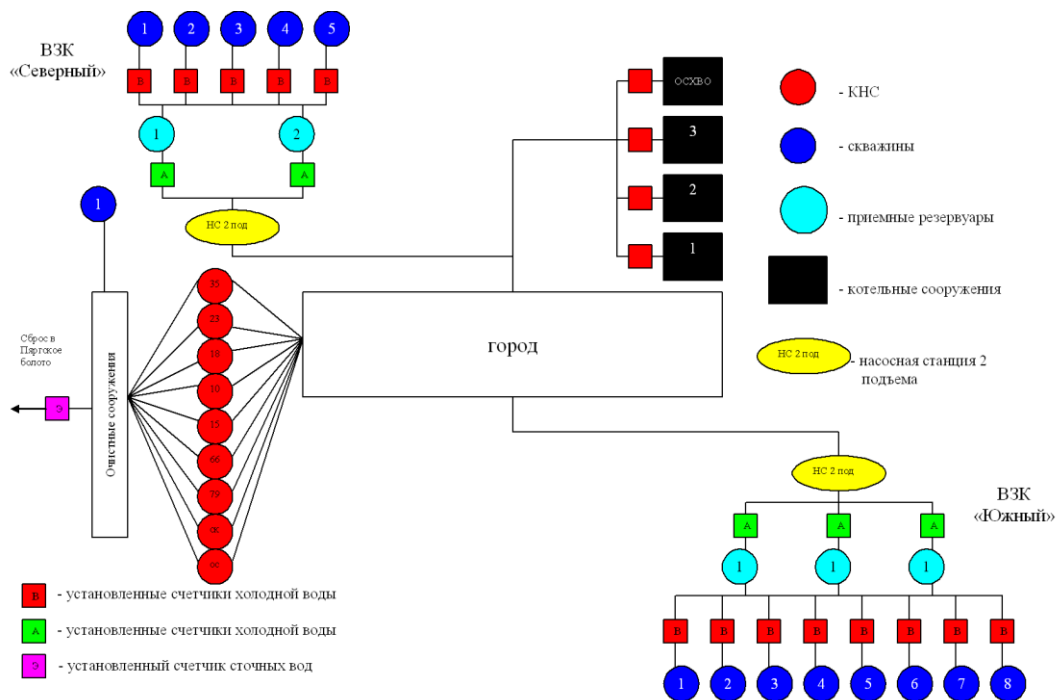 ВЗК
«Северный»
1 2 3 4 5
В В В В В
1 2
А А
НС 2 под
1
ОСХВО
3
2
1
- КНС
- скважины
- приемные резервуары
- котельные сооружения
НС 2 под
- насосная станция 2
подъема
Сброс в
Пяргское
болото
Э
Очистные сооружения
35
23
18
10
15
66
79
город
НС 2 под
ВЗК
«Южный»
А А А
1 1 1
В В В В В В В В
1 2 3 4 5 6 7 8
В - установленные счетчики холодной воды
А - установленные счетчики холодной воды
Э - установленный счетчик сточных вод